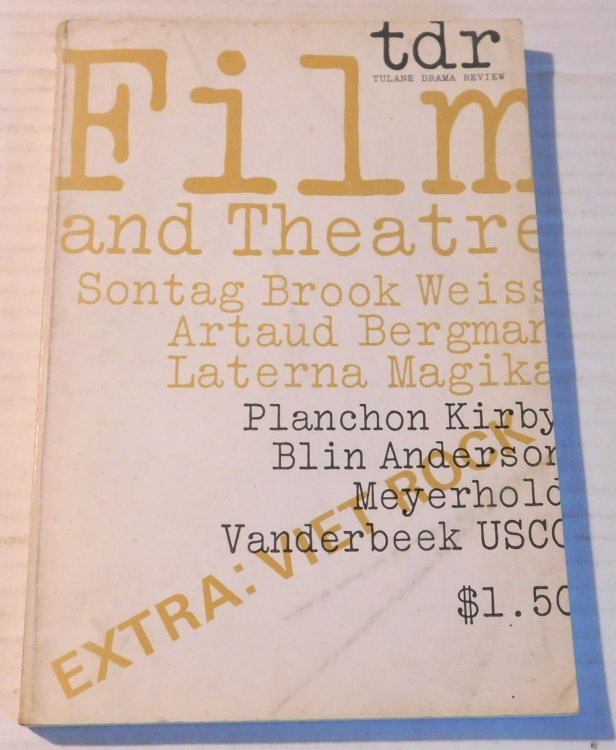 tdr
TULANE DRAMA REVIEW
Film
and Theatre
Sontag Brook Weiss
Artaud Bergman
Laterna Magika
Planchon Kirby
Blin Anderson
Meyerhold
Vanderbeek USCO
$1.50
EXTRA: VIET ROCK